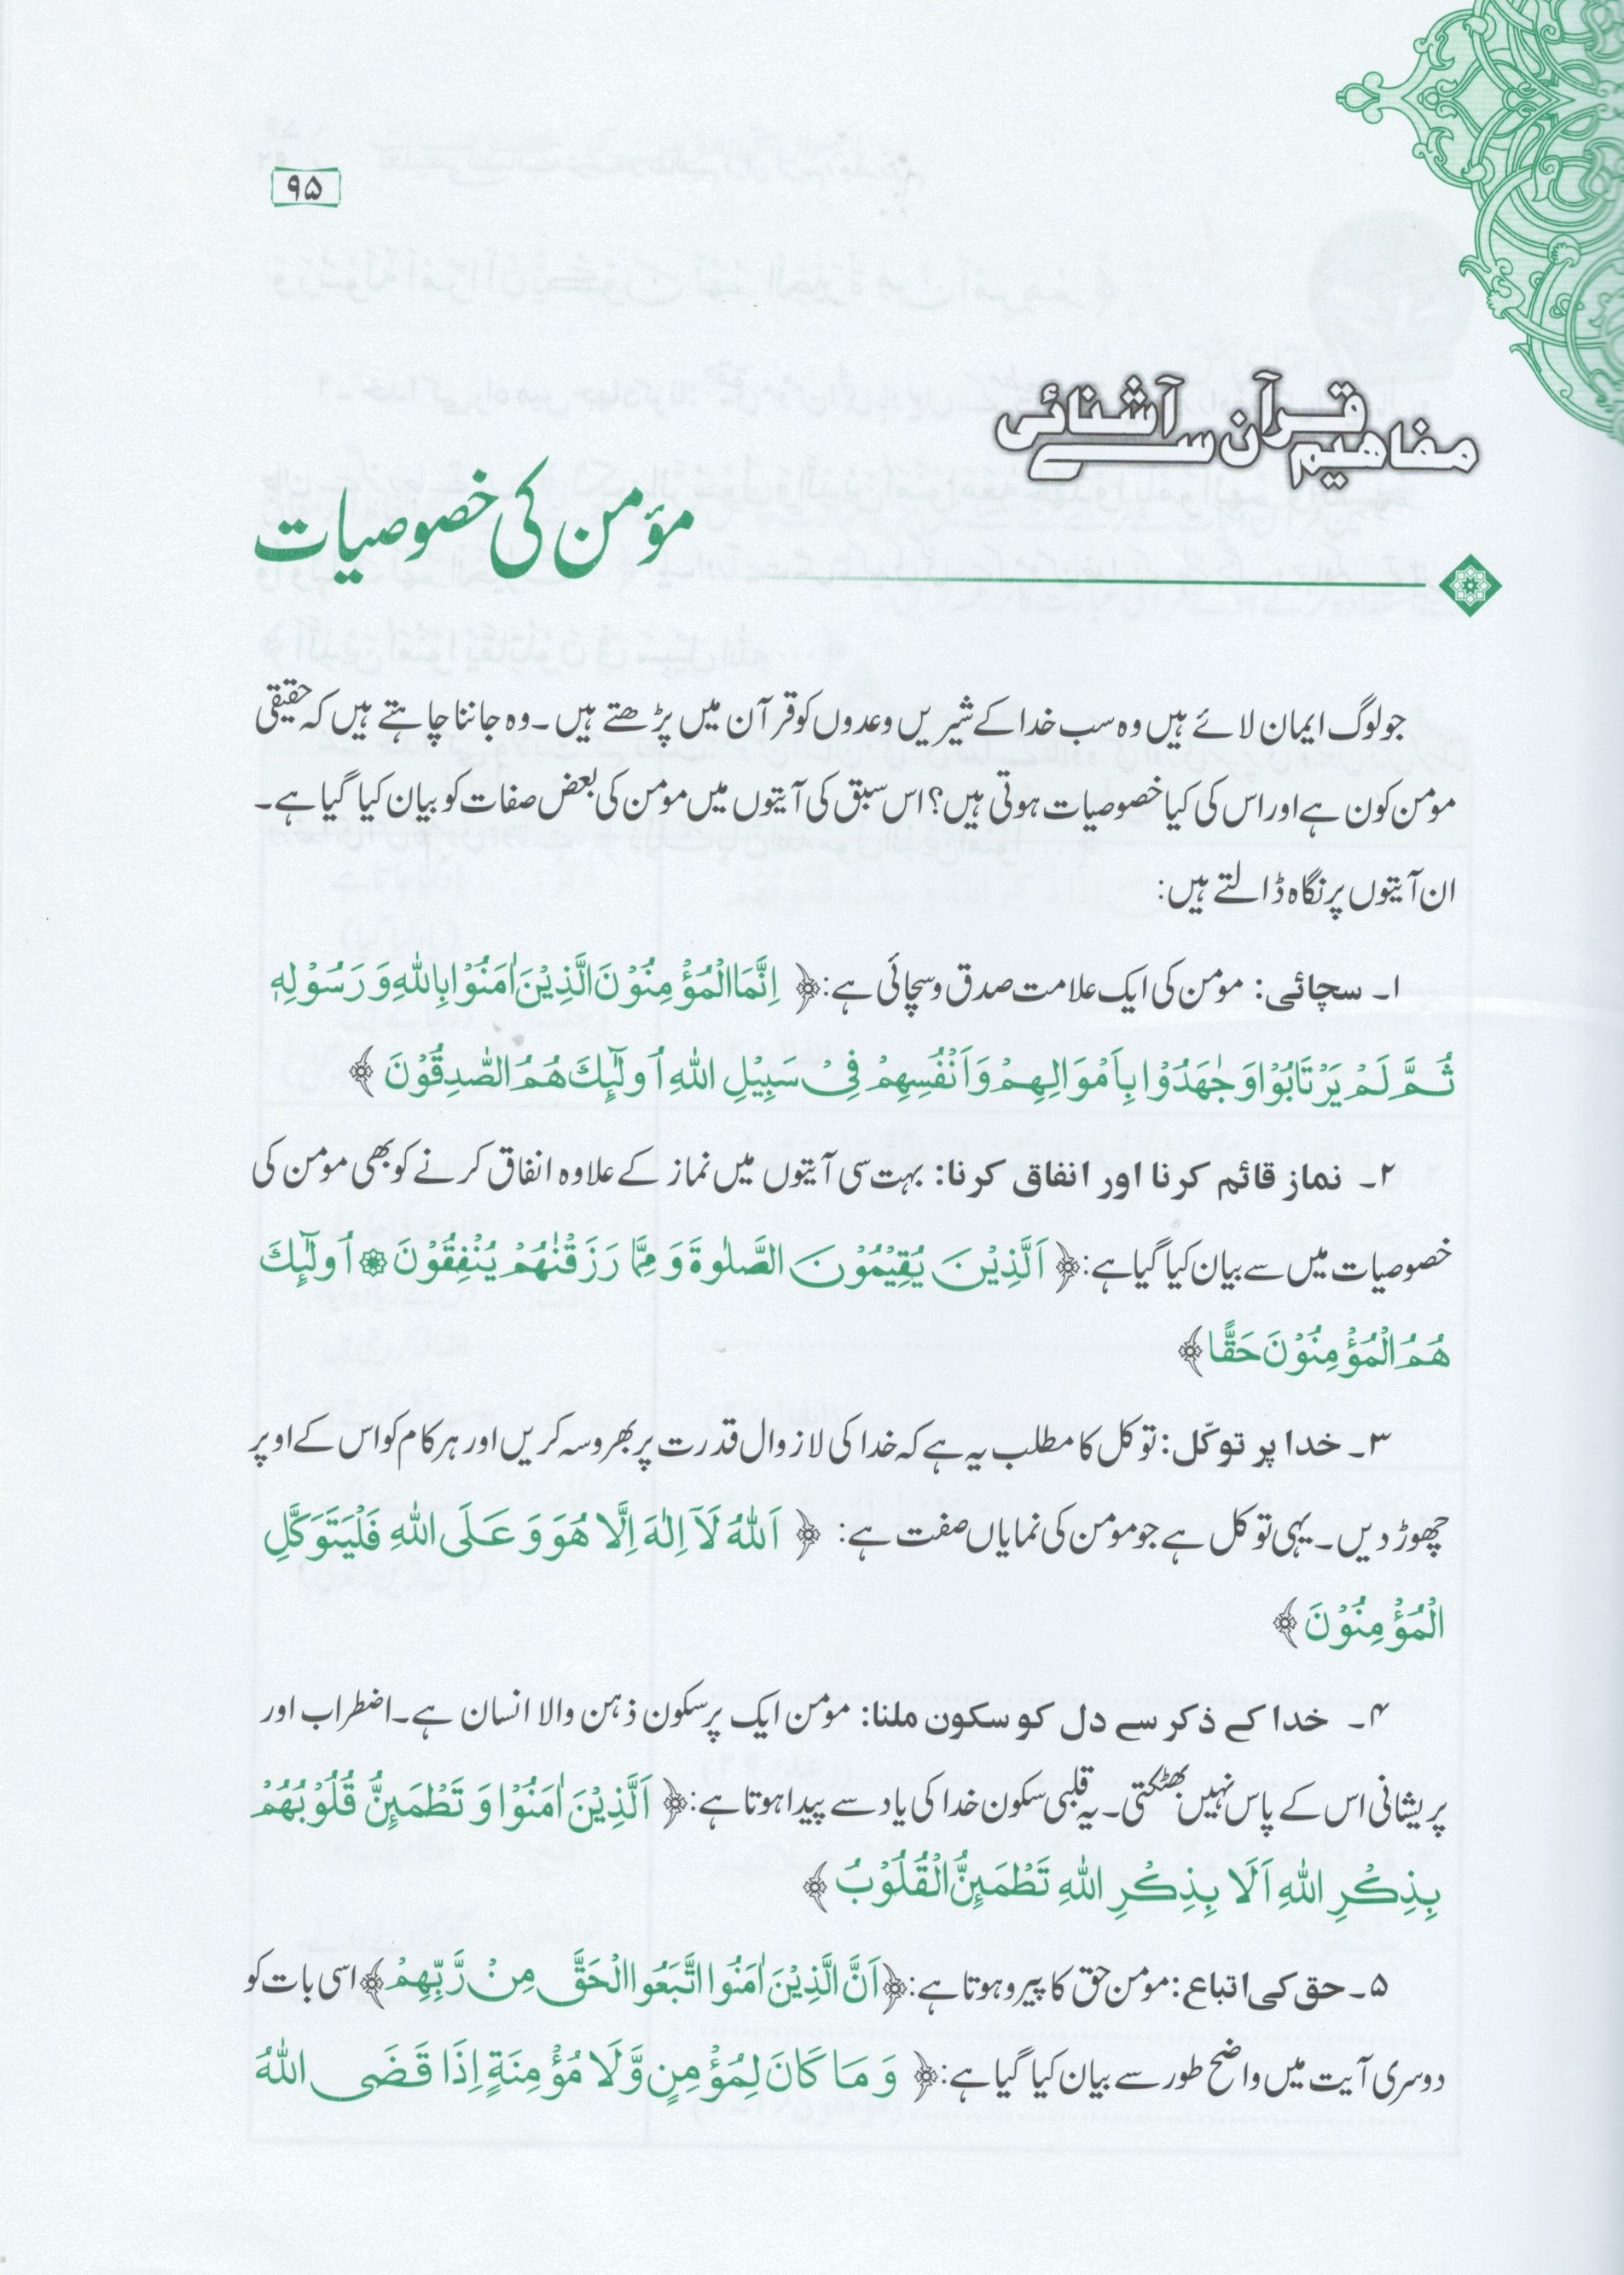 ۹۵
مفاهیم قرآن سے آشنائی
مؤمن کی خصوصیات
جو لوگ ایمان لائے ہیں وہ سب خدا کے شیریں وعدوں کو قرآن میں پڑھتے ہیں۔ وہ جاننا چاہتے ہیں کہ حقیقی
مومن کون ہے اور اس کی کیا خصوصیات ہوتی ہیں؟ اس سبق کی آیتوں میں مومن کی بعض صفات کو بیان کیا گیا ہے۔
ان آیتوں پر نگاہ ڈالتے ہیں:
۱۔ سچائی: مومن کی ایک علامت صدق و سچائی ہے: ﴿ اِنَّمَا الْمُؤْمِنُوْنَ الَّذِيْنَ اٰمَنُوْا بِاللّٰهِ وَ رَسُوْلِهٖ
ثُمَّ لَمْ يَرْتَابُوْا وَ جٰهَدُوْا بِاَمْوَالِهِمْ وَ اَنْفُسِهِمْ فِيْ سَبِيْلِ اللّٰهِ اُولٰٓئِكَ هُمُ الصّٰدِقُوْنَ ﴾
۲۔ نماز قائم کرنا اور انفاق کرنا: بہت سی آیتوں میں نماز کے علاوہ انفاق کرنے کو بھی مومن کی
خصوصیات میں سے بیان کیا گیا ہے: ﴿ اَلَّذِيْنَ يُقِيْمُوْنَ الصَّلٰوةَ وَ مِمَّا رَزَقْنٰهُمْ يُنْفِقُوْنَ ۞ اُولٰٓئِكَ
هُمُ الْمُؤْمِنُوْنَ حَقًّا ﴾
۳۔ خدا پر توکّل: توکل کا مطلب یہ ہے کہ خدا کی لازوال قدرت پر بھروسہ کریں اور ہر کام کو اس کے اوپر
چھوڑ دیں۔ یہی توکل ہے جو مومن کی نمایاں صفت ہے: ﴿ اَللّٰهُ لَآ اِلٰهَ اِلَّا هُوَ وَ عَلَى اللّٰهِ فَلْيَتَوَكَّلِ
الْمُؤْمِنُوْنَ ﴾
۴۔ خدا کے ذکر سے دل کو سکون ملنا: مومن ایک پرسکون ذہن والا انسان ہے۔ اضطراب اور
پریشانی اس کے پاس نہیں بھٹکتی۔ یہ قلبی سکون خدا کی یاد سے پیدا ہوتا ہے: ﴿ اَلَّذِيْنَ اٰمَنُوْا وَ تَطْمَئِنُّ قُلُوْبُهُمْ
بِذِكْرِ اللّٰهِ اَلَا بِذِكْرِ اللّٰهِ تَطْمَئِنُّ الْقُلُوْبُ ﴾
۵۔ حق کی اتباع: مومن حق کا پیرو ہوتا ہے: ﴿ اَنَّ الَّذِيْنَ اٰمَنُوا اتَّبَعُوا الْحَقَّ مِنْ رَّبِّهِمْ ﴾ اسی بات کو
دوسری آیت میں واضح طور سے بیان کیا گیا ہے: ﴿ وَ مَا كَانَ لِمُؤْمِنٍ وَّ لَا مُؤْمِنَةٍ اِذَا قَضَى اللّٰهُ